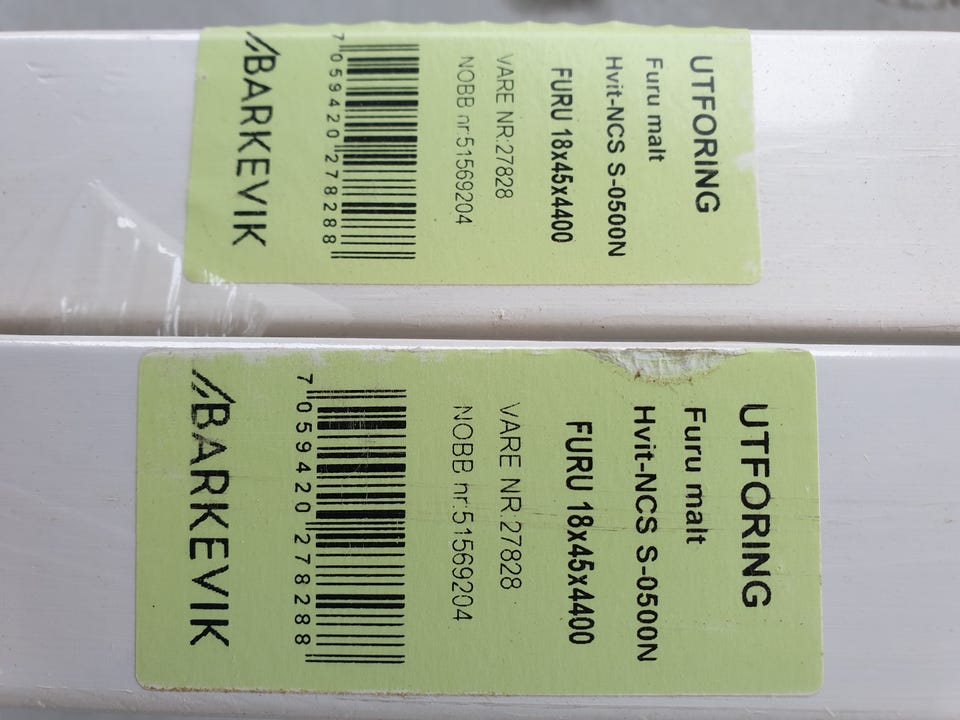 UTFORING
Furu malt
Hvit-NCS S-0500N
FURU 18x45x4400
VARE NR:27828
NOBB nr:51569204
7 059420 278288
BARKEVIK
UTFORING
Furu malt
Hvit-NCS S-0500N
FURU 18x45x4400
VARE NR:27828
NOBB nr:51569204
7 059420 278288
BARKEVIK